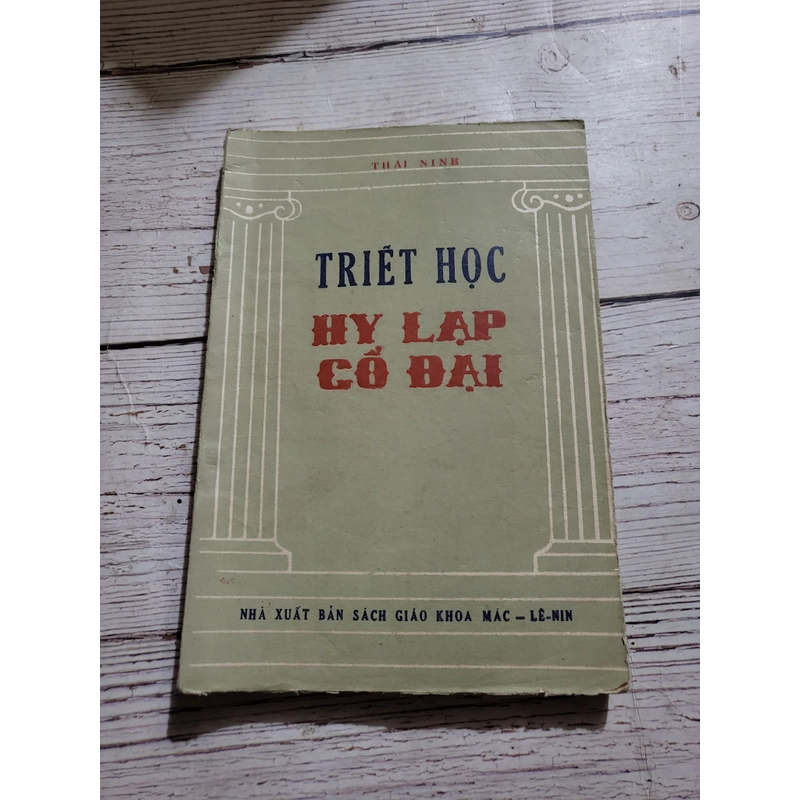 THÁI NINH
TRIẾT HỌC
HY LẠP
CỔ ĐẠI
NHÀ XUẤT BẢN SÁCH GIÁO KHOA MÁC – LÊ-NIN